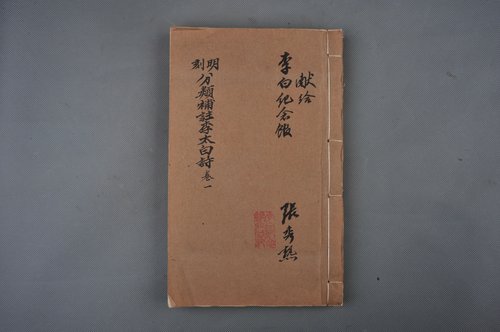 献给
李白纪念馆
張秀熟
明刻
分類補註李太白詩 卷一